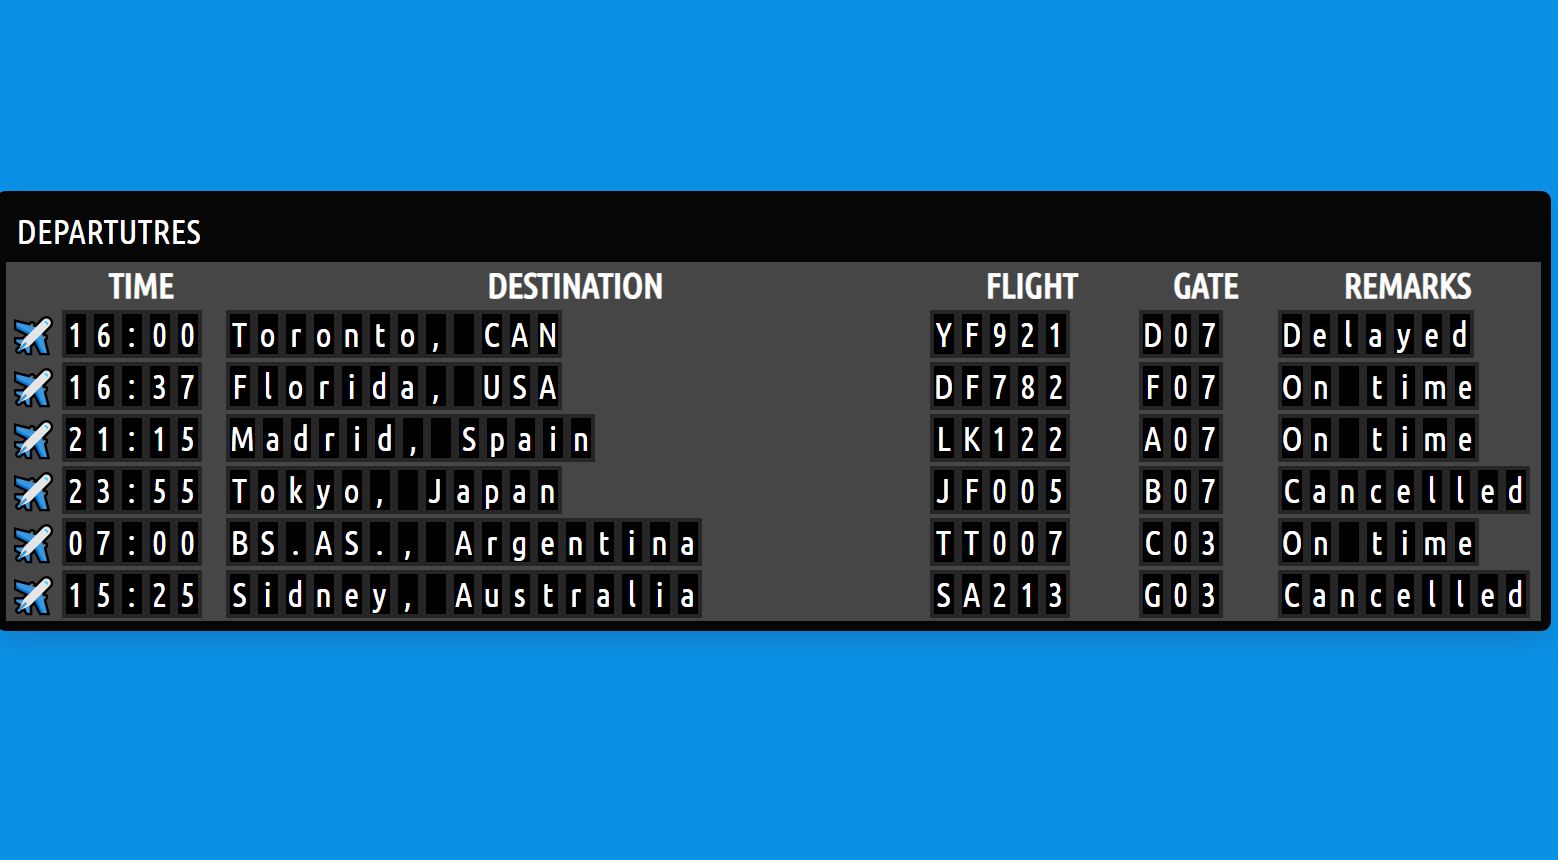 DEPARTUTRES
TIME DESTINATION FLIGHT GATE REMARKS
16:00 Toronto, CAN YF921 D07 Delayed
16:37 Florida, USA DF782 F07 On time
21:15 Madrid, Spain LK122 A07 On time
23:55 Tokyo, Japan JF005 B07 Cancelled
07:00 BS.AS., Argentina TT007 C03 On time
15:25 Sidney, Australia SA213 G03 Cancelled